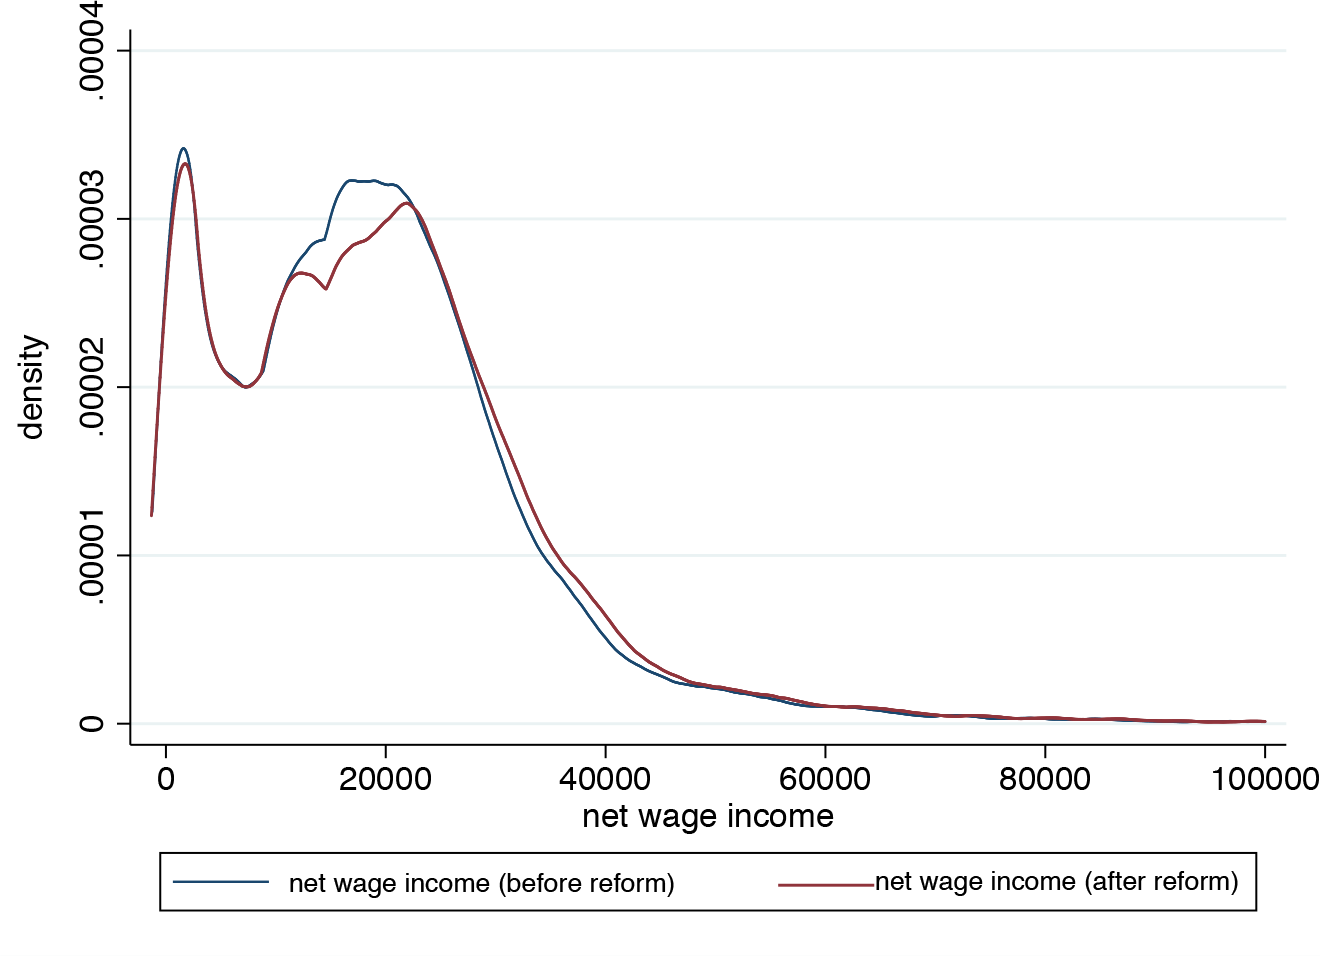 .00004
.00003
.00002
.00001
0
density
0 20000 40000 60000 80000 100000
net wage income
net wage income (before reform) net wage income (after reform)